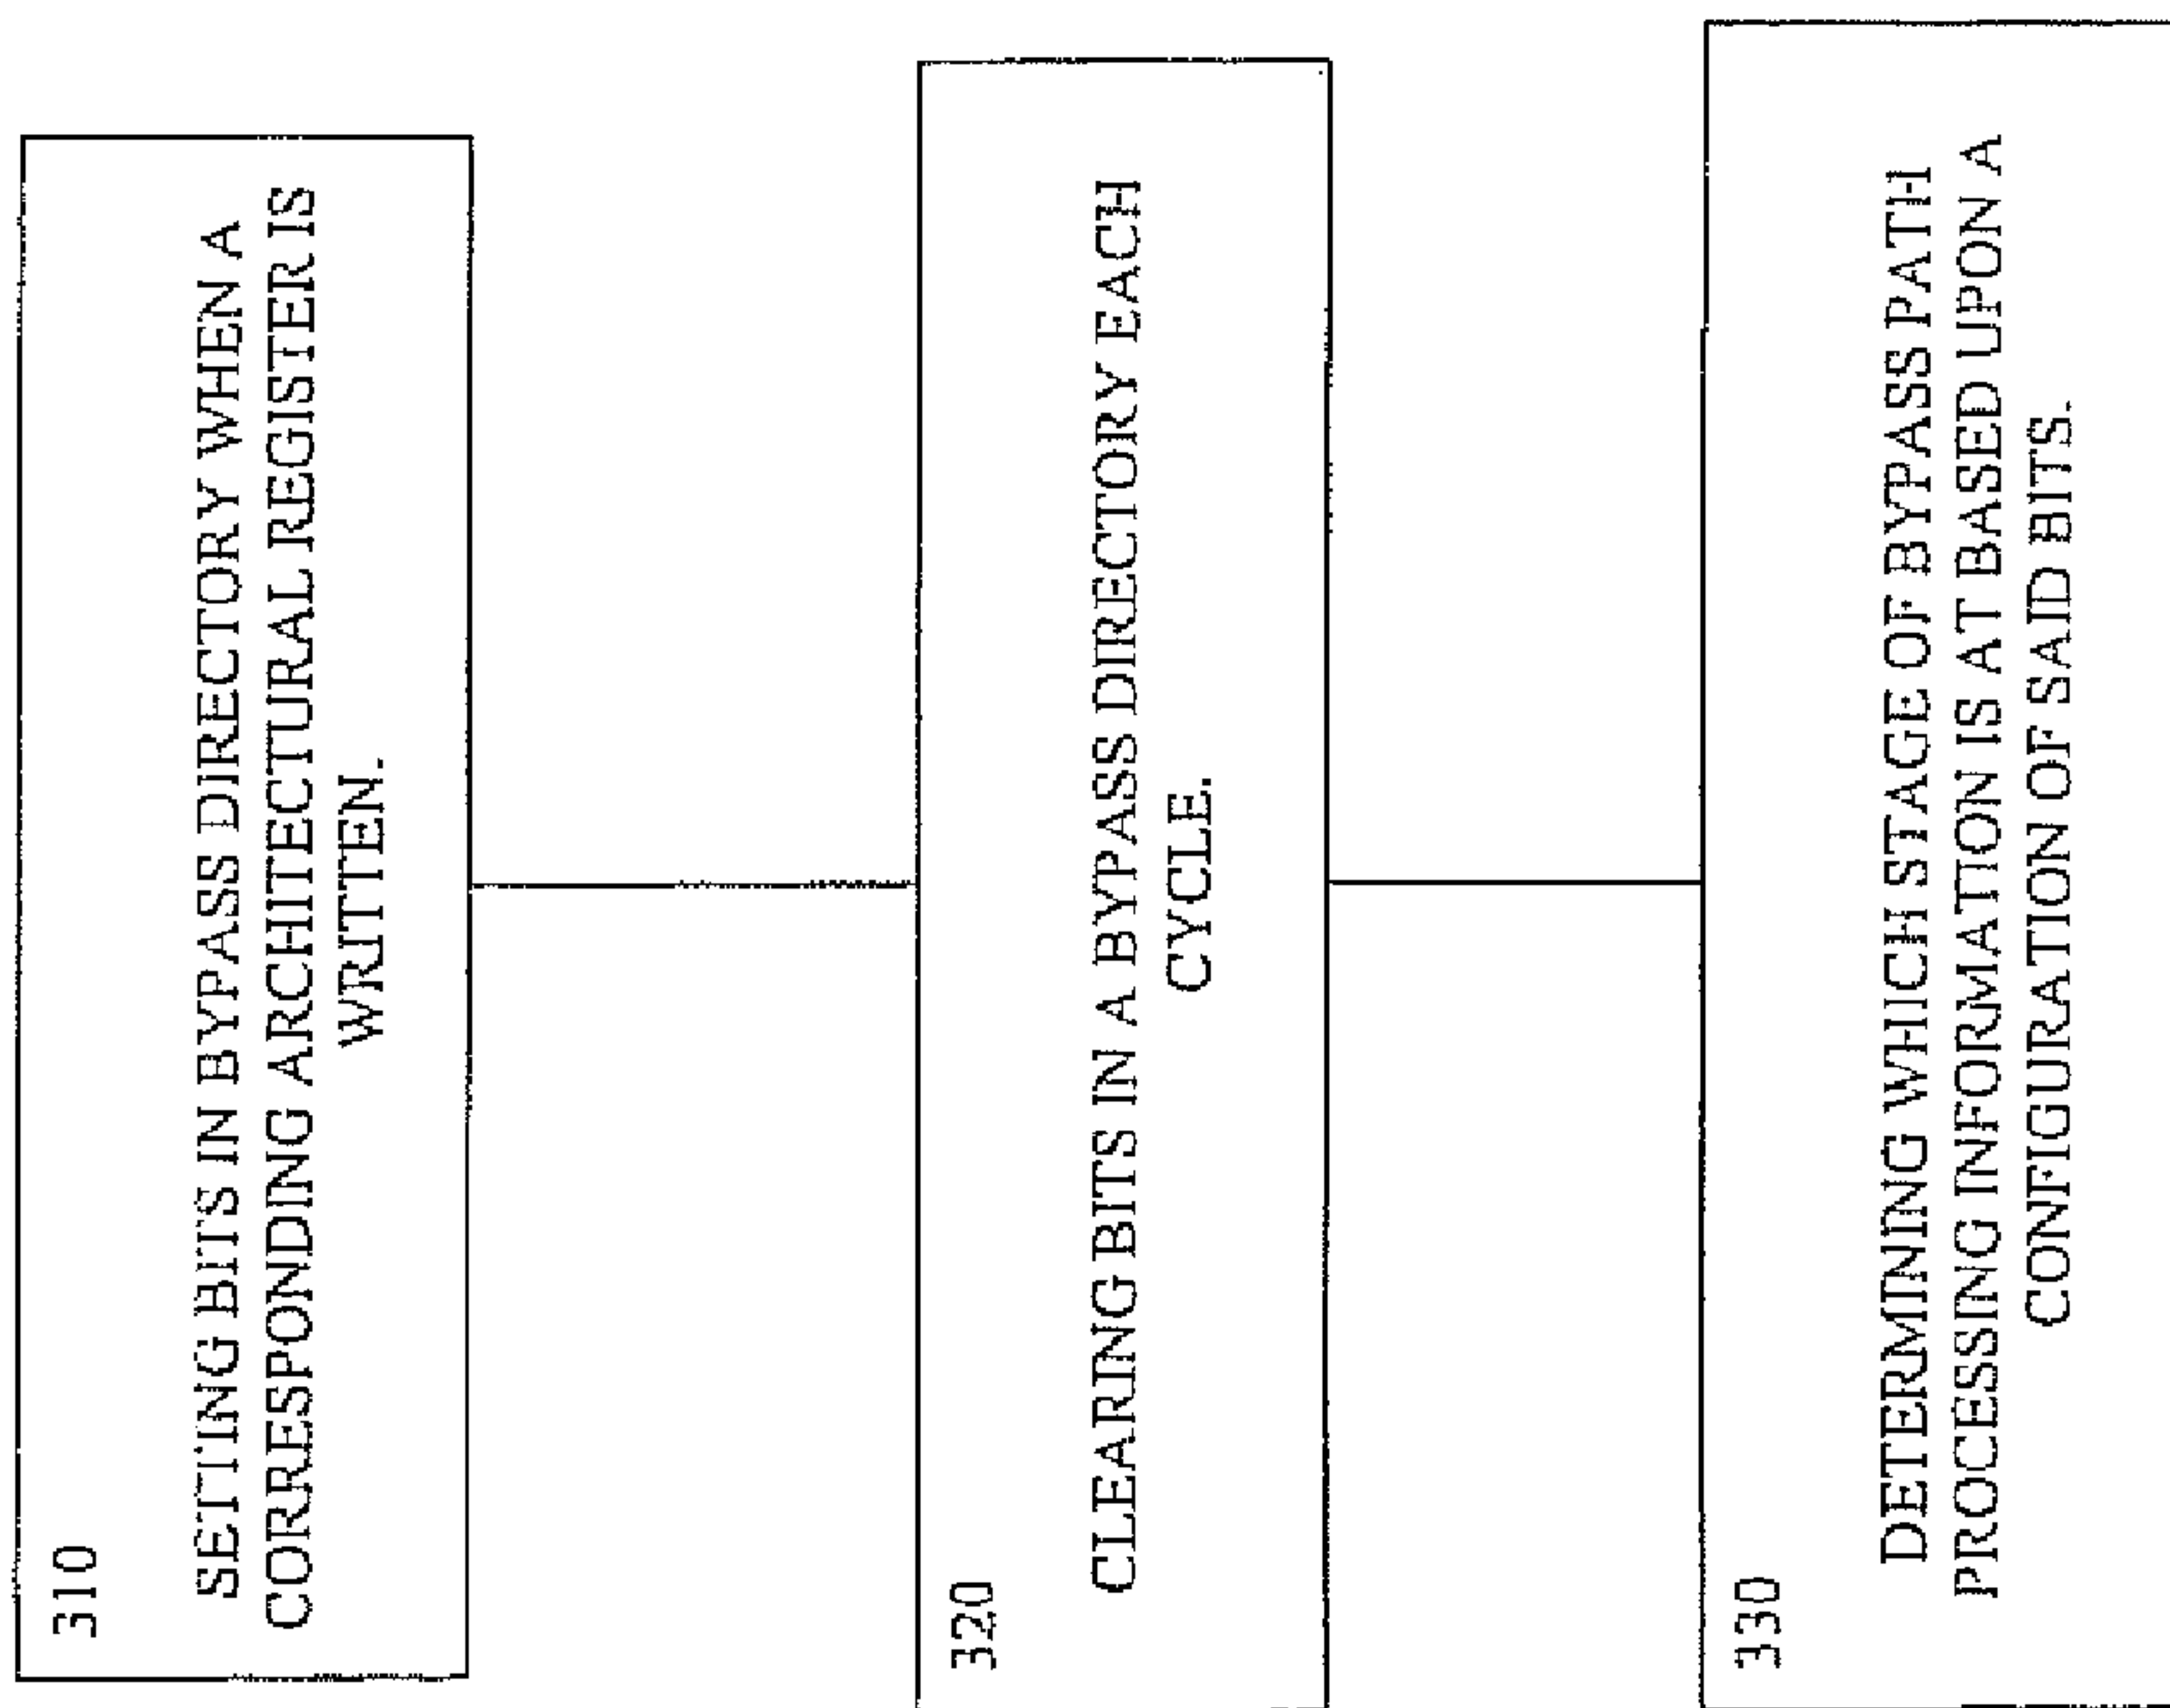 310
SETTING BITS IN BYPASS DIRECTORY WHEN A
CORRESPONDING ARCHITECTURAL REGISTER IS
WRITTEN.
320
CLEARING BITS IN A BYPASS DIRECTORY EACH
CYCLE.
330
DETERMINING WHICH STAGE OF BYPASS PATH
PROCESSING INFORMATION IS AT BASED UPON A
CONFIGURATION OF SAID BITS.